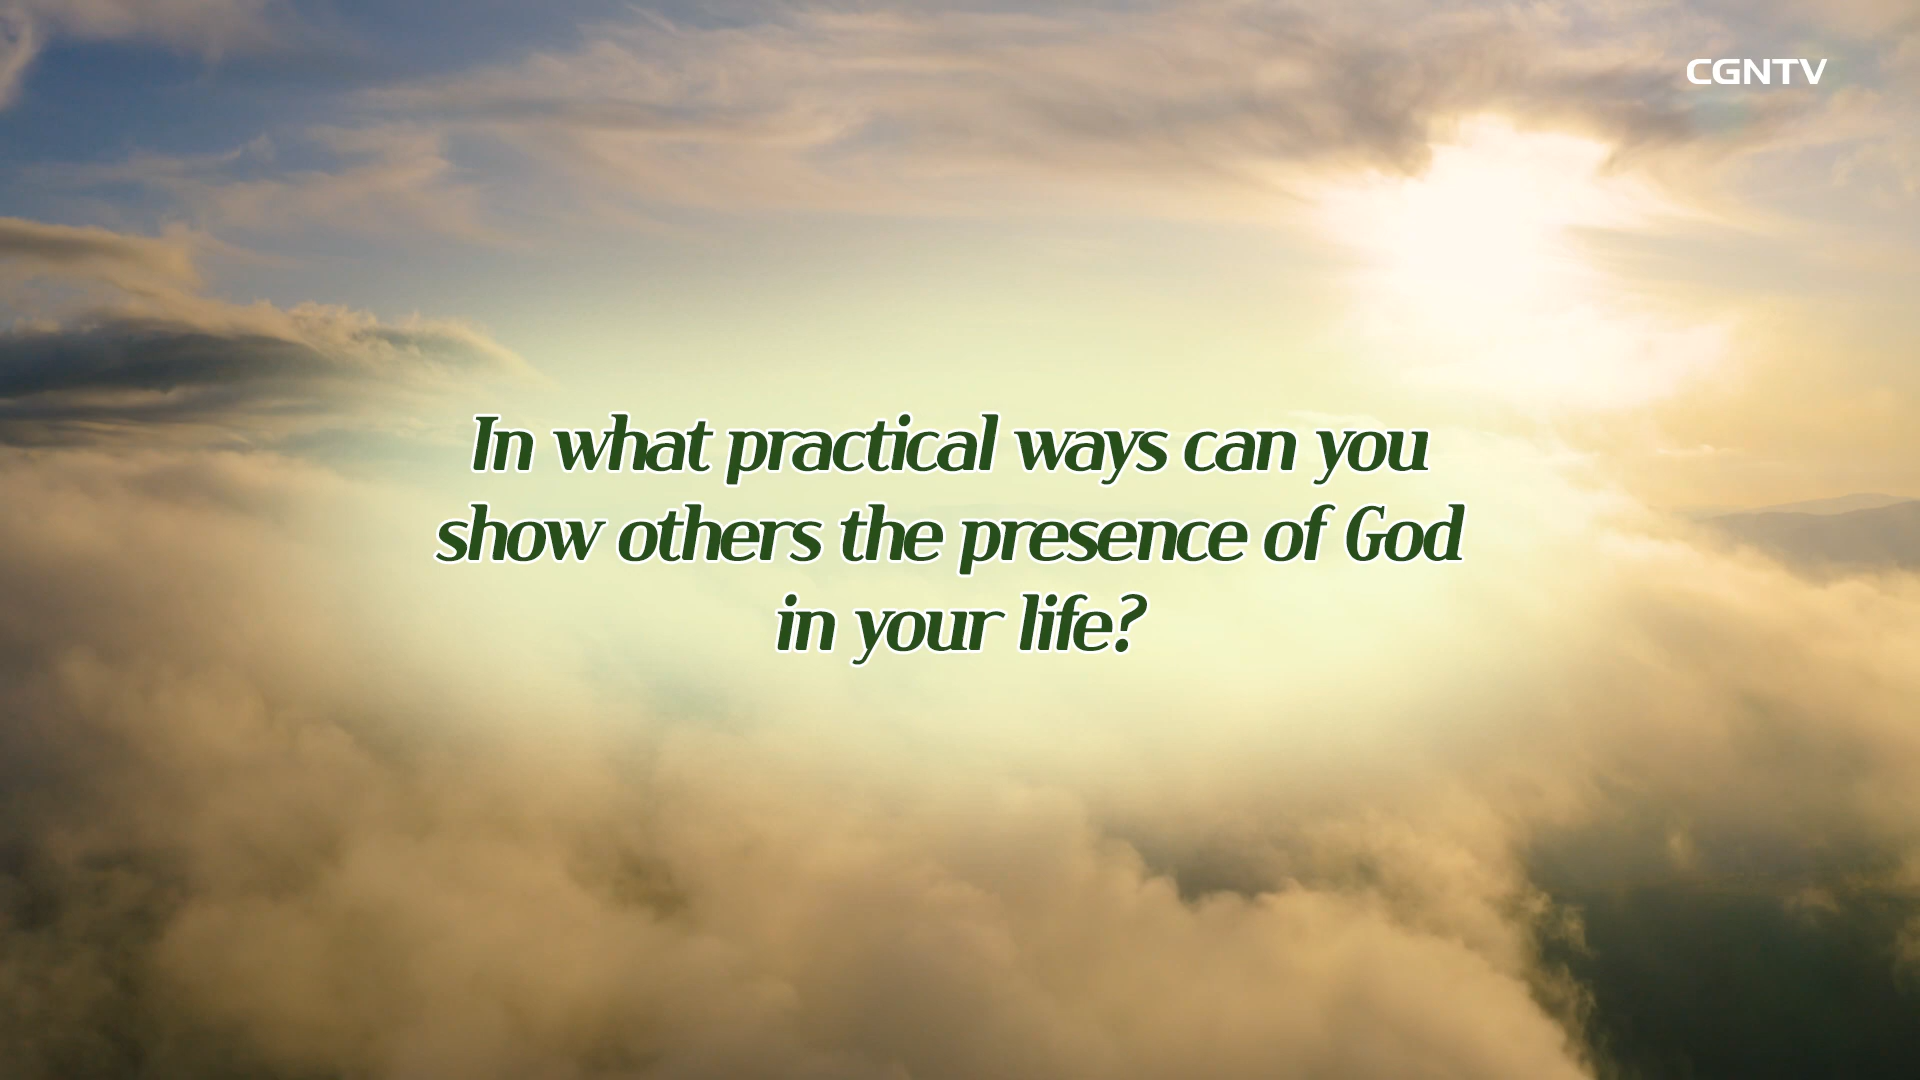 CGNTV
In what practical ways can you
show others the presence of God
in your life?